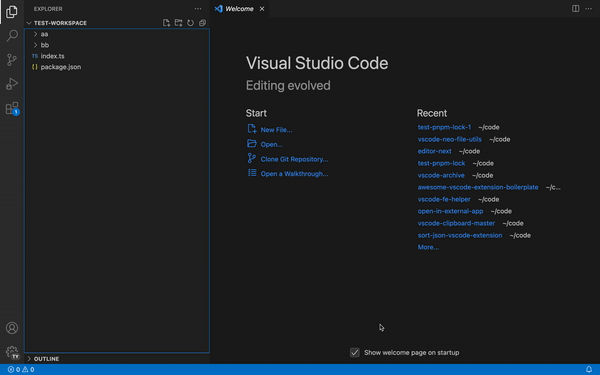 EXPLORER
TEST-WORKSPACE
aa
bb
TS index.ts
{} package.json
OUTLINE
Welcome
Visual Studio Code
Editing evolved
Start
New File...
Open...
Clone Git Repository...
Open a Walkthrough...
Recent
test-pnpm-lock-1 ~/code
vscode-neo-file-utils ~/code
editor-next ~/code
test-pnpm-lock ~/code
vscode-archive ~/code
awesome-vscode-extension-boilerplate ~/c...
vscode-fe-helper ~/code
open-in-external-app ~/code
vscode-clipboard-master ~/code
sort-json-vscode-extension ~/code
More...
Show welcome page on startup
1
TY
0 0